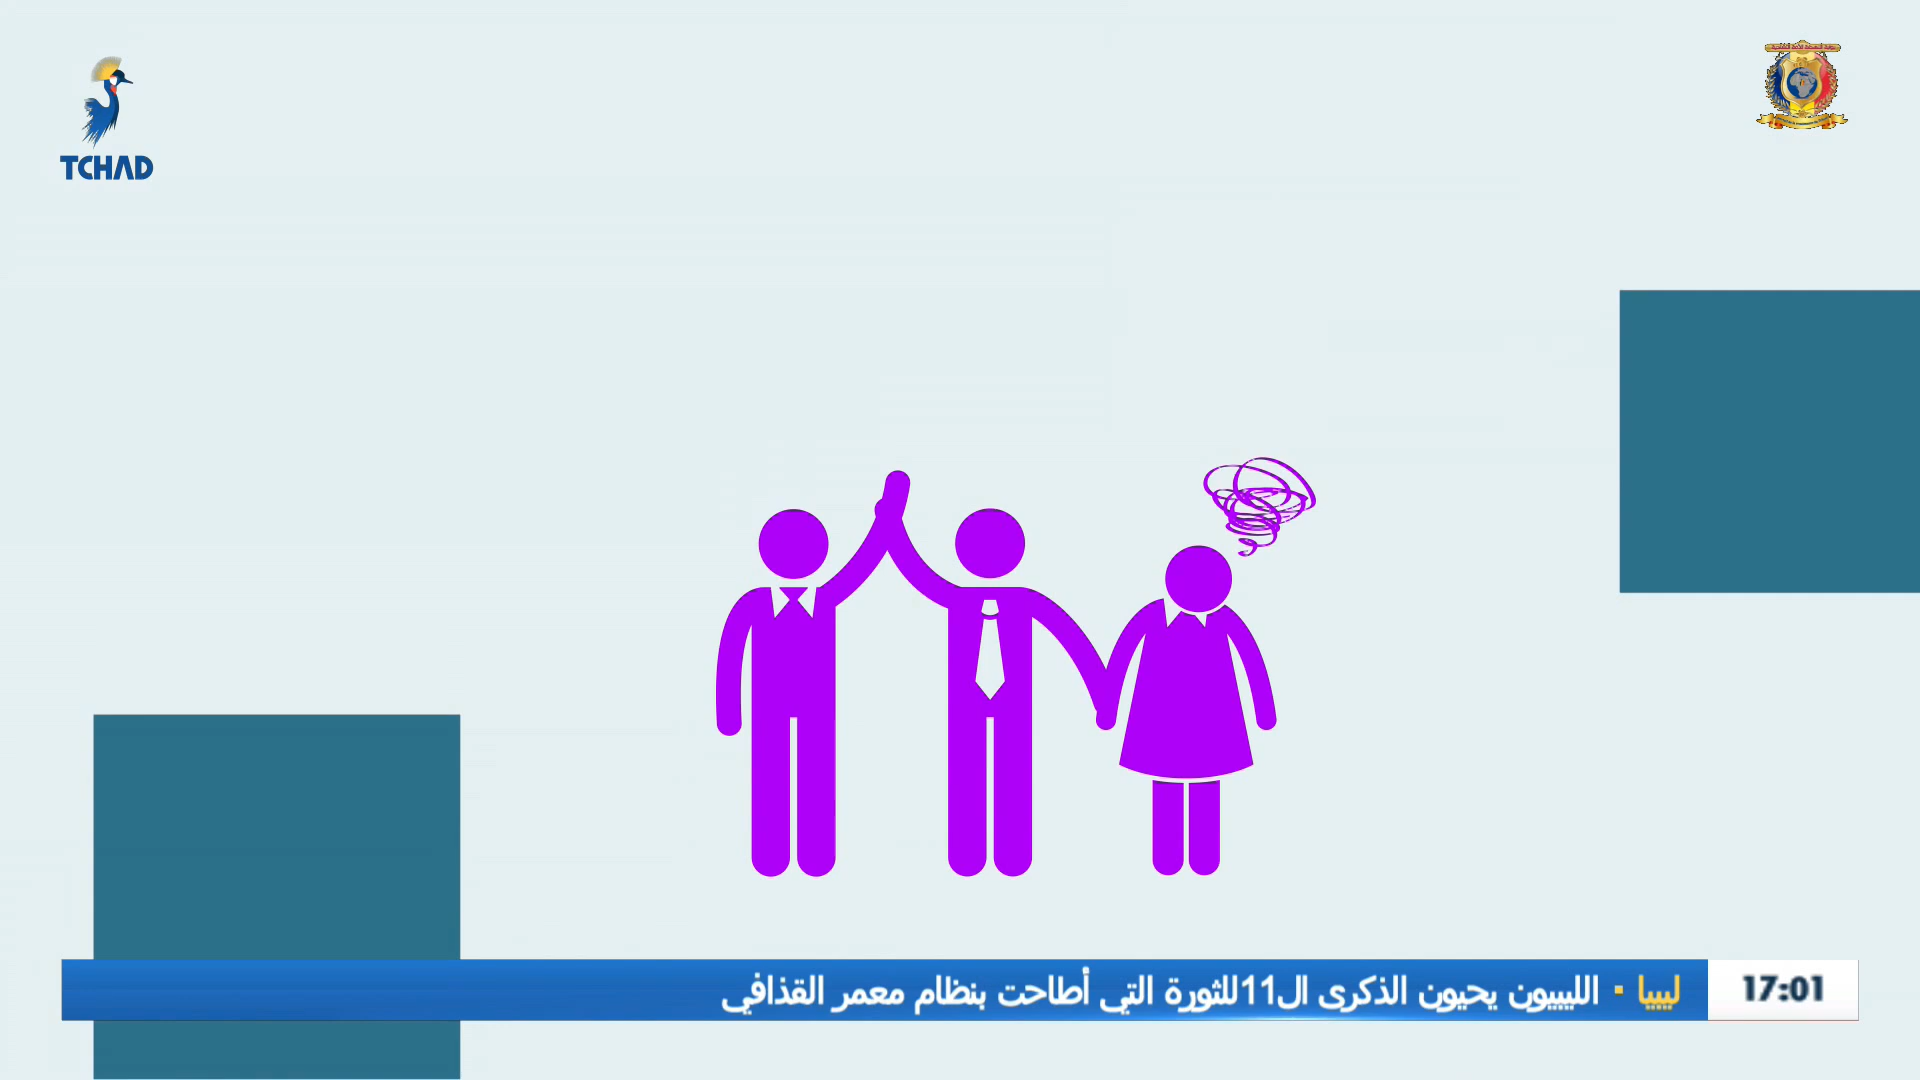 TCHAD
ليبيا · الليبيون يحيون الذكرى ال11للثورة التي أطاحت بنظام معمر القذافي
17:01